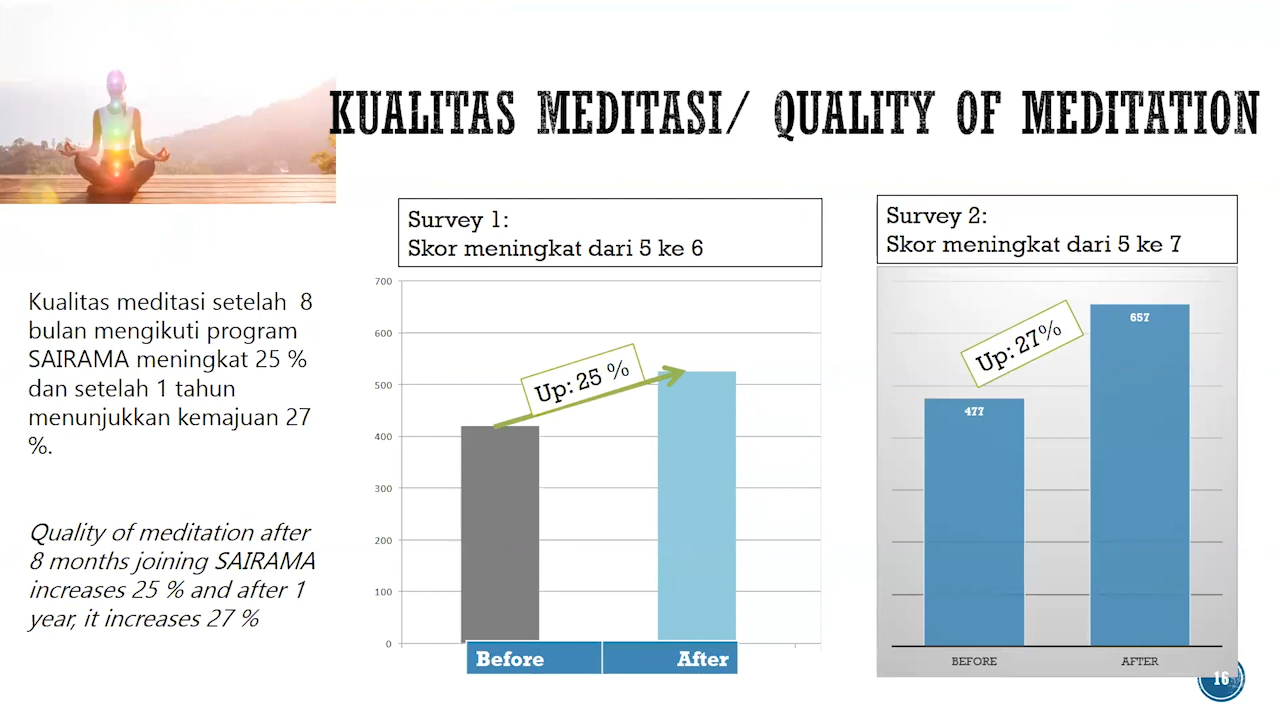 KUALITAS MEDITASI/ QUALITY OF MEDITATION
Survey 1:
Skor meningkat dari 5 ke 6
Survey 2:
Skor meningkat dari 5 ke 7
Kualitas meditasi setelah 8
bulan mengikuti program
SAIRAMA meningkat 25 %
dan setelah 1 tahun
menunjukkan kemajuan 27
%.
Quality of meditation after
8 months joining SAIRAMA
increases 25 % and after 1
year, it increases 27 %
700
600
500
400
300
200
100
0
Up: 25 %
Before
After
Up: 27%
477
657
BEFORE
AFTER
16